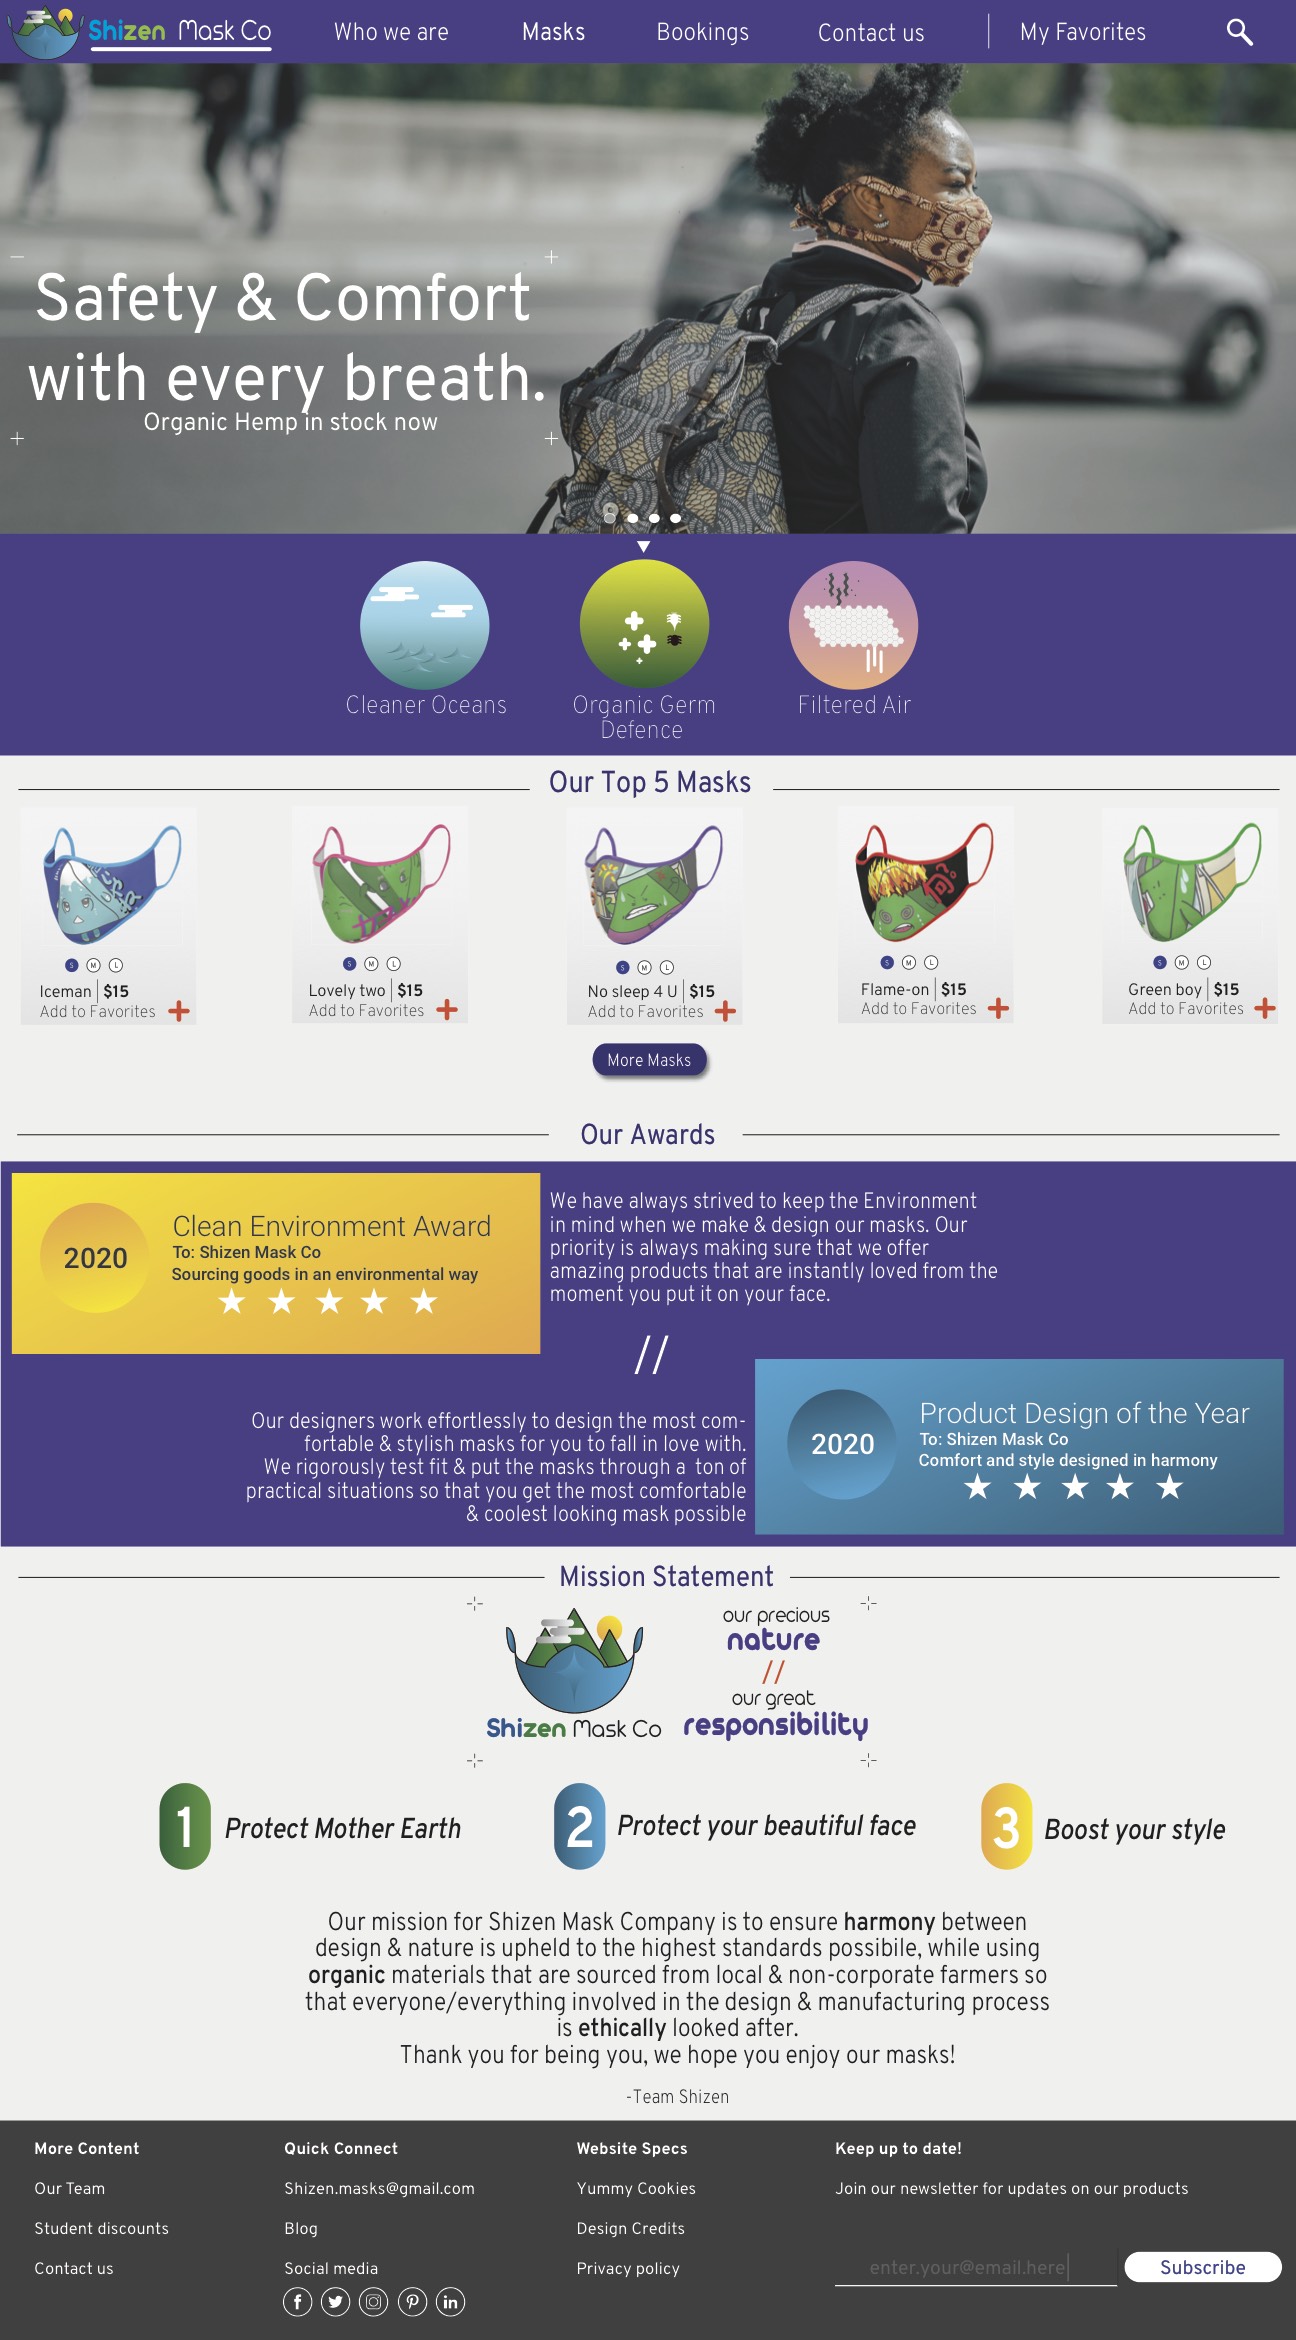 Shizen Mask Co
Who we are
Masks
Bookings
Contact us
My Favorites
Safety & Comfort
with every breath.
Organic Hemp in stock now
Cleaner Oceans
Organic Germ
Defence
Filtered Air
Our Top 5 Masks
S M L
Iceman | $15
Add to Favorites
S M L
Lovely two | $15
Add to Favorites
S M L
No sleep 4 U | $15
Add to Favorites
S M L
Flame-on | $15
Add to Favorites
S M L
Green boy | $15
Add to Favorites
More Masks
Our Awards
2020
Clean Environment Award
To: Shizen Mask Co
Sourcing goods in an environmental way
We have always strived to keep the Environment
in mind when we make & design our masks. Our
priority is always making sure that we offer
amazing products that are instantly loved from the
moment you put it on your face.
//
Our designers work effortlessly to design the most com-
fortable & stylish masks for you to fall in love with.
We rigorously test fit & put the masks through a ton of
practical situations so that you get the most comfortable
& coolest looking mask possible
2020
Product Design of the Year
To: Shizen Mask Co
Comfort and style designed in harmony
Mission Statement
Shizen Mask Co
our precious
nature
//
our great
responsibility
1 Protect Mother Earth
2 Protect your beautiful face
3 Boost your style
Our mission for Shizen Mask Company is to ensure harmony between
design & nature is upheld to the highest standards possibile, while using
organic materials that are sourced from local & non-corporate farmers so
that everyone/everything involved in the design & manufacturing process
is ethically looked after.
Thank you for being you, we hope you enjoy our masks!
-Team Shizen
More Content
Our Team
Student discounts
Contact us
Quick Connect
Shizen.masks@gmail.com
Blog
Social media
Website Specs
Yummy Cookies
Design Credits
Privacy policy
Keep up to date!
Join our newsletter for updates on our products
enter.your@email.here
Subscribe